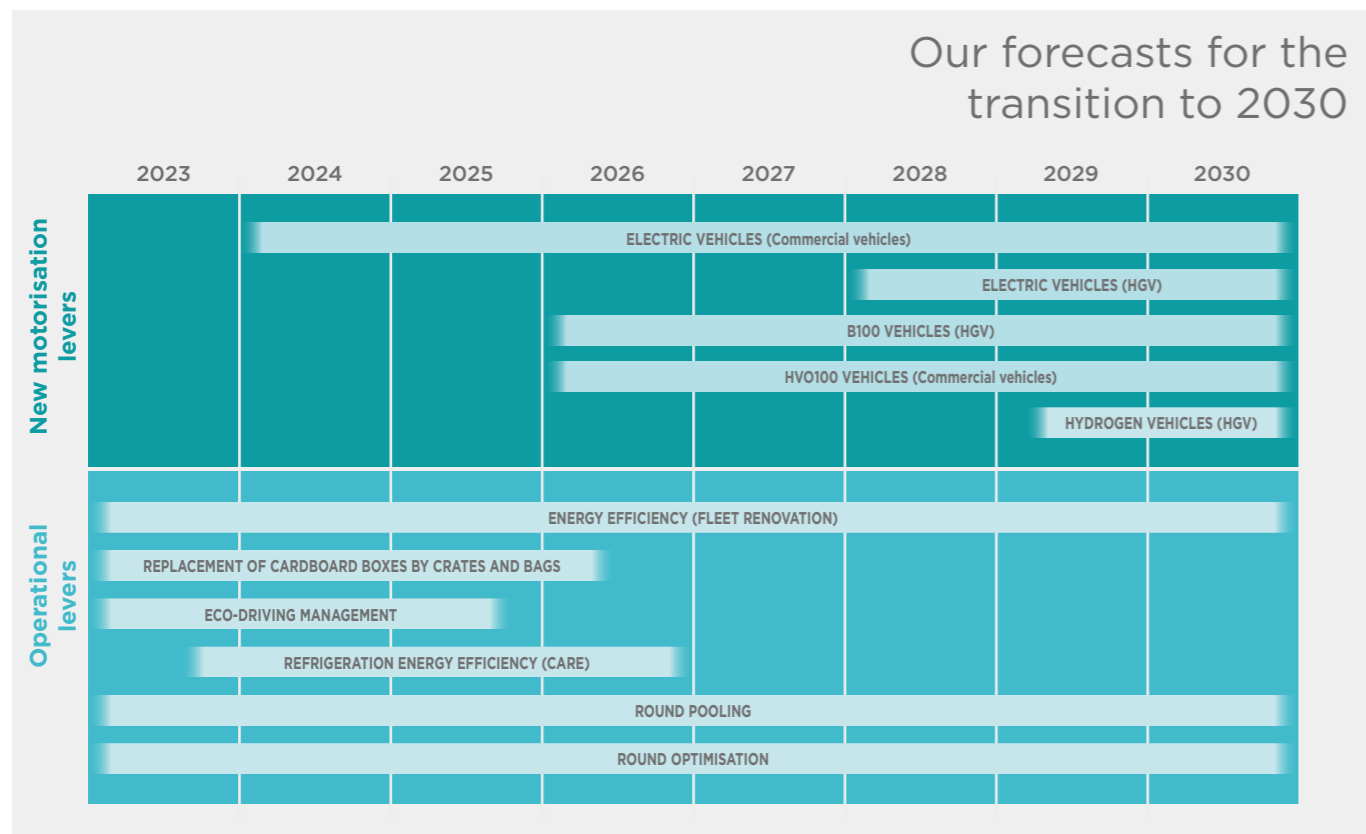 Our forecasts for the
transition to 2030
2023 2024 2025 2026 2027 2028 2029 2030
New motorisation
levers
ELECTRIC VEHICLES (Commercial vehicles)
ELECTRIC VEHICLES (HGV)
B100 VEHICLES (HGV)
HVO100 VEHICLES (Commercial vehicles)
HYDROGEN VEHICLES (HGV)
Operational
levers
ENERGY EFFICIENCY (FLEET RENOVATION)
REPLACEMENT OF CARDBOARD BOXES BY CRATES AND BAGS
ECO-DRIVING MANAGEMENT
REFRIGERATION ENERGY EFFICIENCY (CARE)
ROUND POOLING
ROUND OPTIMISATION